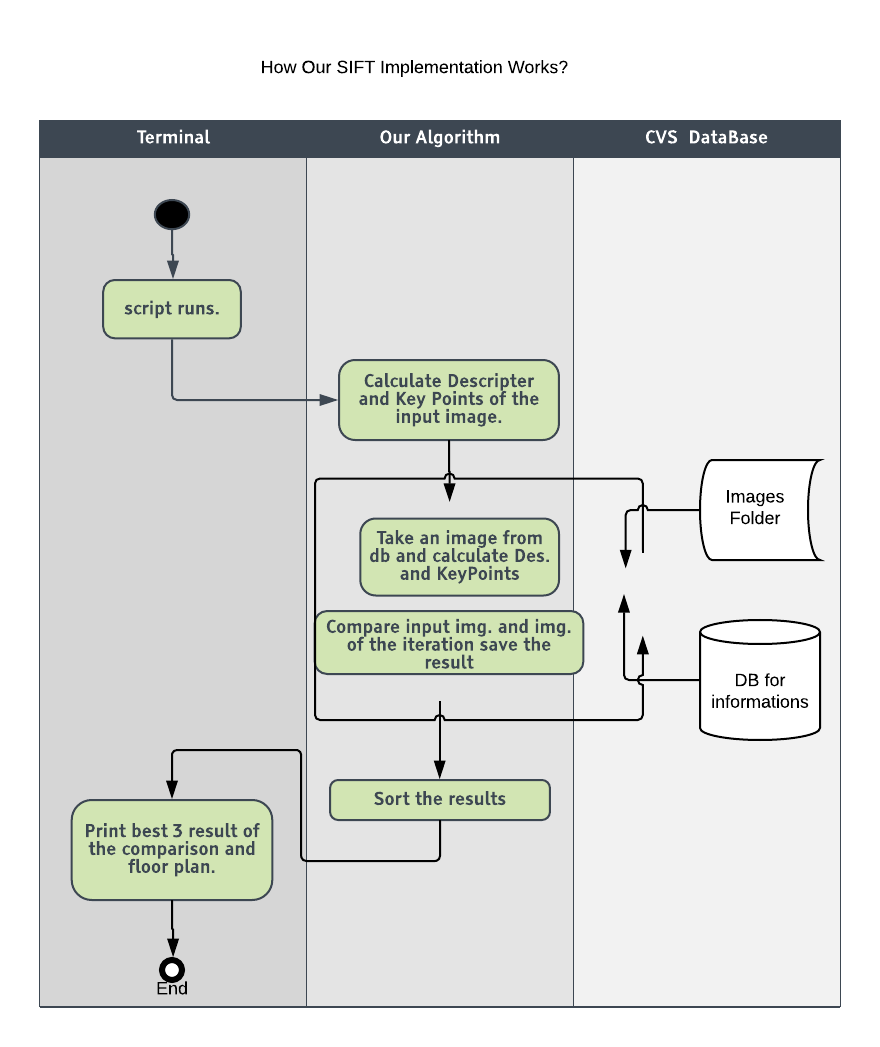 How Our SIFT Implementation Works?
Terminal
Our Algorithm
CVS DataBase
script runs.
Calculate Descripter
and Key Points of the
input image.
Images
Folder
Take an image from
db and calculate Des.
and KeyPoints
Compare input img. and img.
of the iteration save the
result
DB for
informations
Sort the results
Print best 3 result of
the comparison and
floor plan.
End